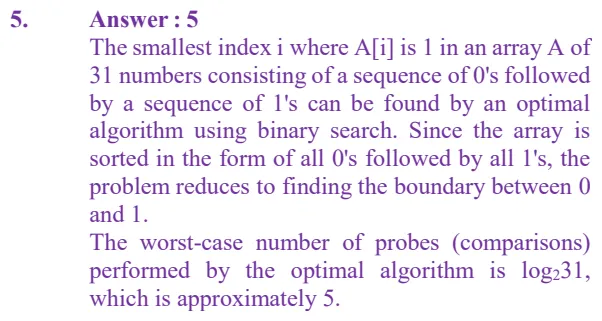 5. Answer : 5
The smallest index i where A[i] is 1 in an array A of
31 numbers consisting of a sequence of 0's followed
by a sequence of 1's can be found by an optimal
algorithm using binary search. Since the array is
sorted in the form of all 0's followed by all 1's, the
problem reduces to finding the boundary between 0
and 1.
The worst-case number of probes (comparisons)
performed by the optimal algorithm is log₂31,
which is approximately 5.